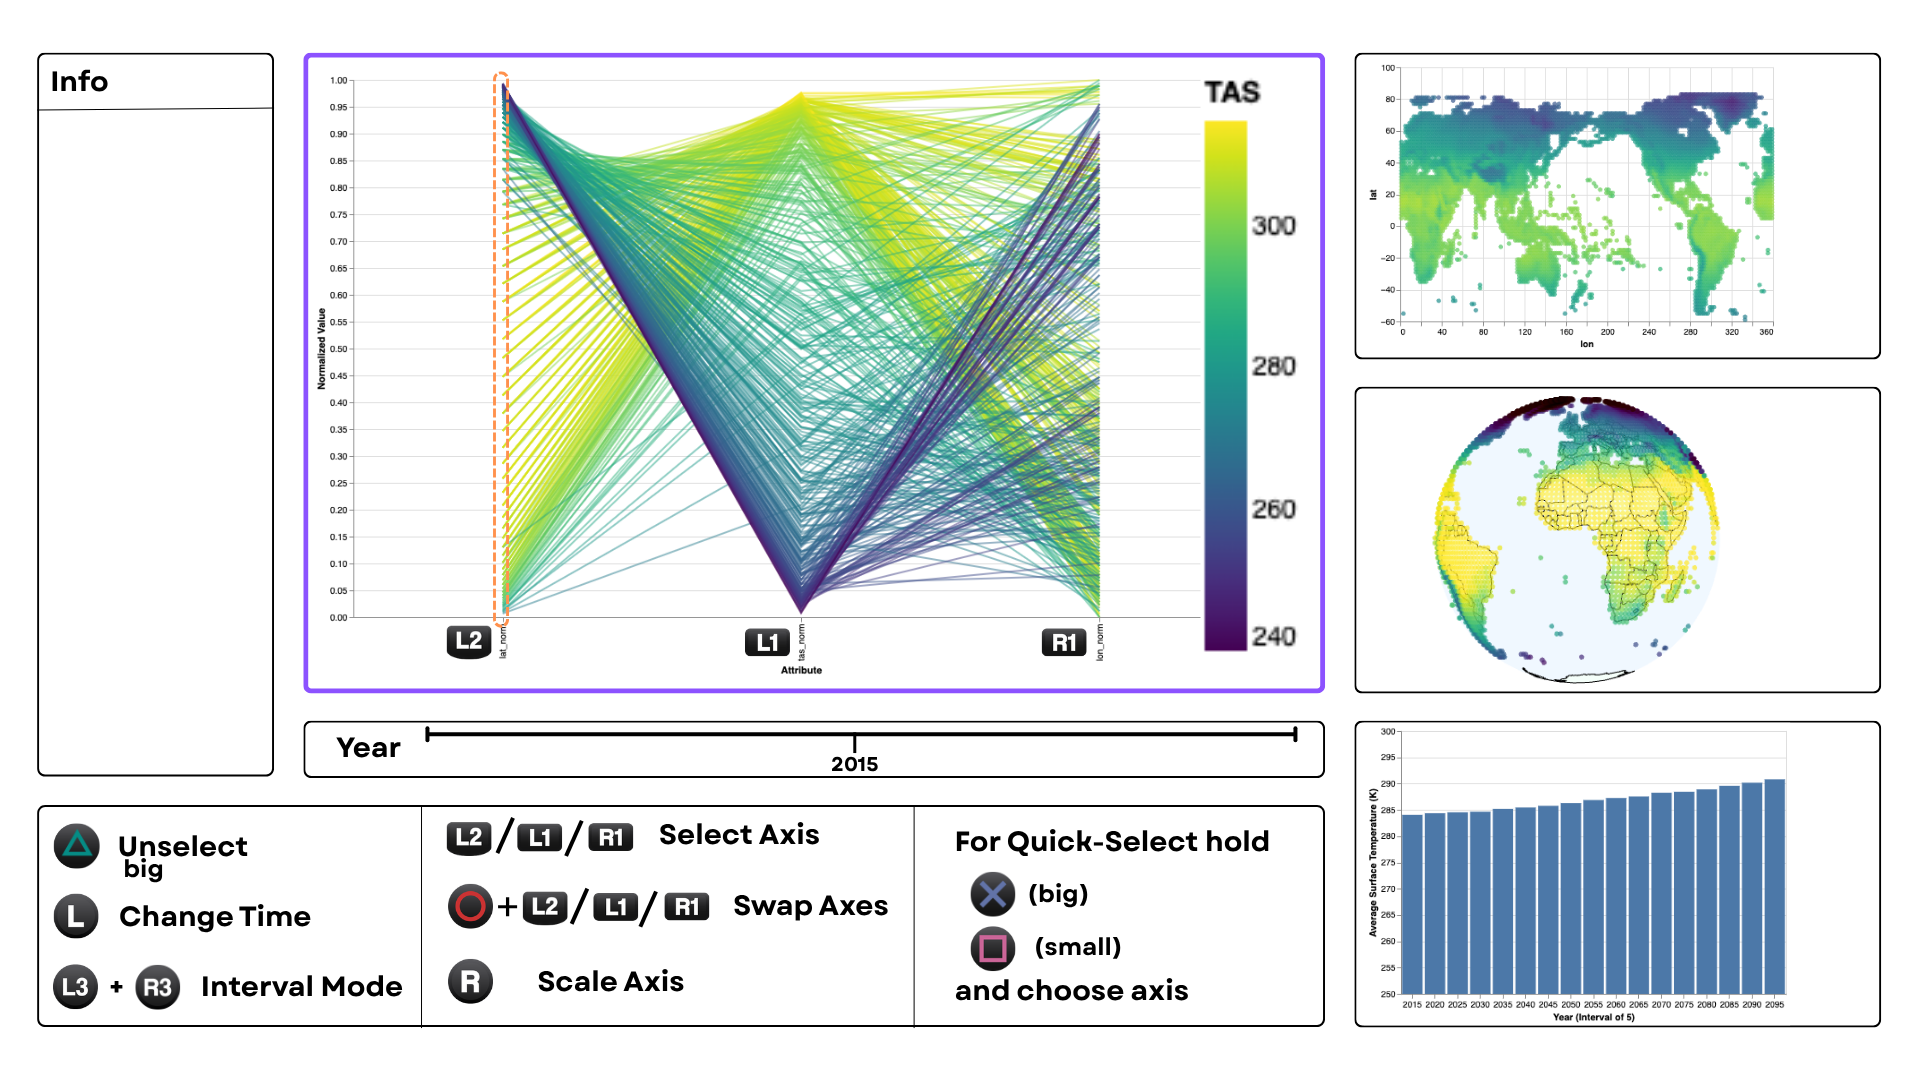 Info
1.00
0.95
0.90
0.85
0.80
0.75
0.70
0.65
0.60
0.55
0.50
0.45
0.40
0.35
0.30
0.25
0.20
0.15
0.10
0.05
0.00
Normalized Value
L2 lat_norm
L1 tas_norm
R1 lon_norm
Attribute
TAS
300
280
260
240
100
80
60
40
20
0
−20
−40
−60
lat
0 40 80 120 160 200 240 280 320 360
lon
Year
2015
300
295
290
285
280
275
270
265
260
255
250
Average Surface Temperature (K)
2015 2020 2025 2030 2035 2040 2045 2050 2055 2060 2065 2070 2075 2080 2085 2090 2095
Year (Interval of 5)
Unselect
big
L Change Time
L3 + R3 Interval Mode
L2 / L1 / R1 Select Axis
+ L2 / L1 / R1 Swap Axes
R Scale Axis
For Quick-Select hold
(big)
(small)
and choose axis